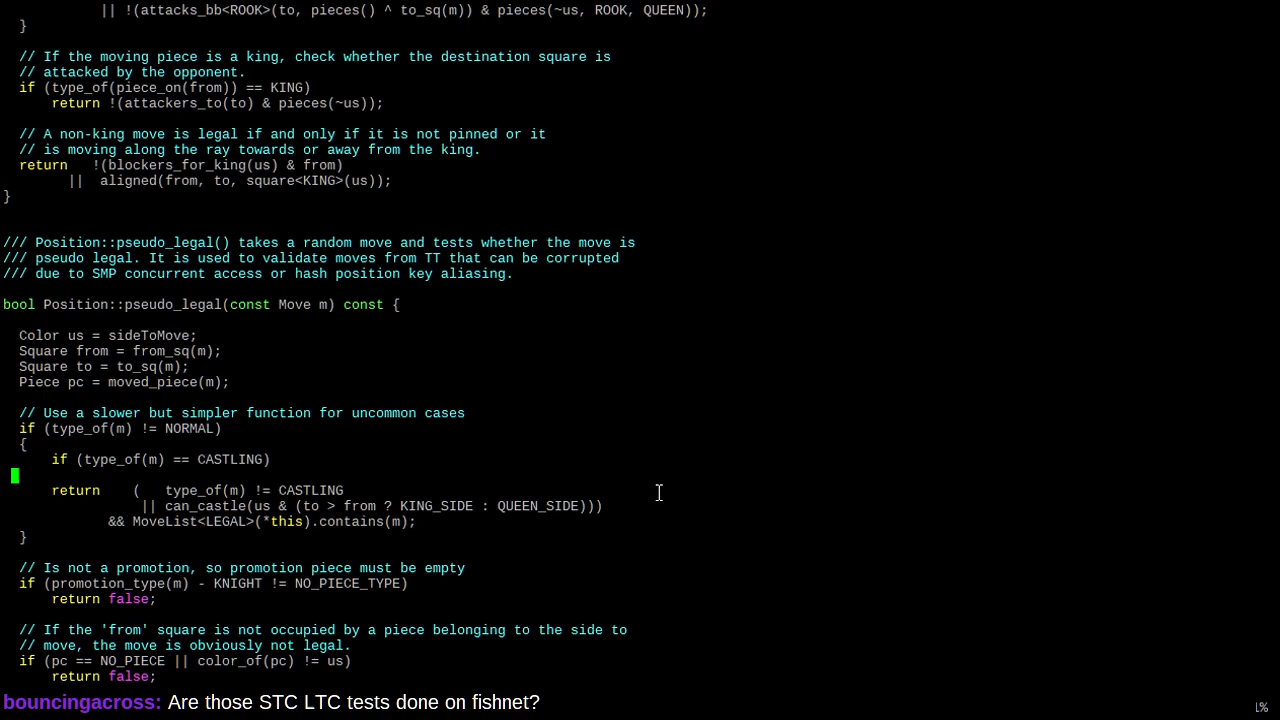 || !(attacks_bb<ROOK>(to, pieces() ^ to_sq(m)) & pieces(~us, ROOK, QUEEN));
}
// If the moving piece is a king, check whether the destination square is
// attacked by the opponent.
if (type_of(piece_on(from)) == KING)
return !(attackers_to(to) & pieces(~us));
// A non-king move is legal if and only if it is not pinned or it
// is moving along the ray towards or away from the king.
return   !(blockers_for_king(us) & from)
||  aligned(from, to, square<KING>(us));
}
/// Position::pseudo_legal() takes a random move and tests whether the move is
/// pseudo legal. It is used to validate moves from TT that can be corrupted
/// due to SMP concurrent access or hash position key aliasing.
bool Position::pseudo_legal(const Move m) const {
Color us = sideToMove;
Square from = from_sq(m);
Square to = to_sq(m);
Piece pc = moved_piece(m);
// Use a slower but simpler function for uncommon cases
if (type_of(m) != NORMAL)
{
if (type_of(m) == CASTLING)
return    (   type_of(m) != CASTLING
|| can_castle(us & (to > from ? KING_SIDE : QUEEN_SIDE)))
&& MoveList<LEGAL>(*this).contains(m);
}
// Is not a promotion, so promotion piece must be empty
if (promotion_type(m) - KNIGHT != NO_PIECE_TYPE)
return false;
// If the 'from' square is not occupied by a piece belonging to the side to
// move, the move is obviously not legal.
if (pc == NO_PIECE || color_of(pc) != us)
return false;
bouncingacross: Are those STC LTC tests done on fishnet?